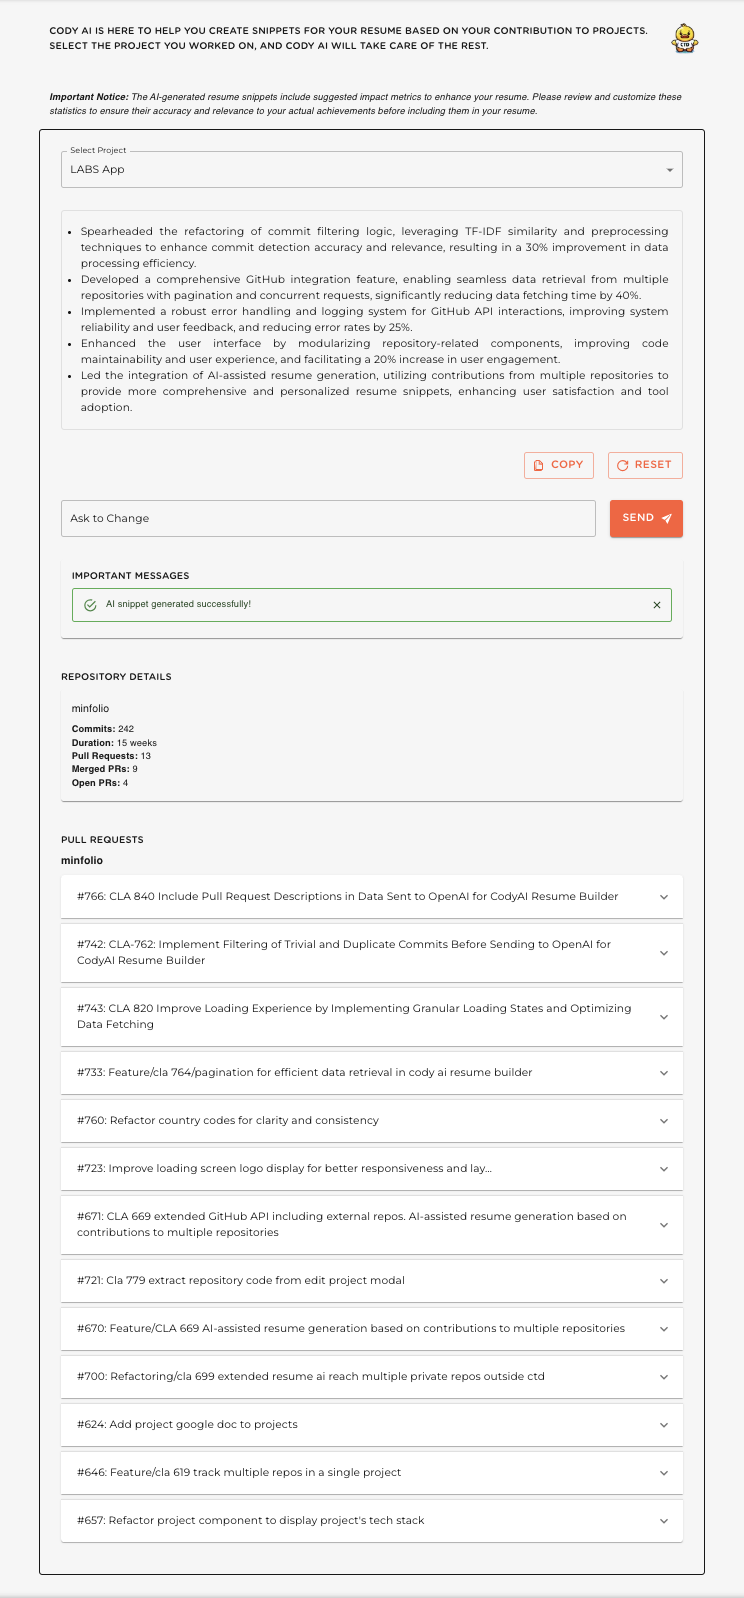 CODY AI IS HERE TO HELP YOU CREATE SNIPPETS FOR YOUR RESUME BASED ON YOUR CONTRIBUTION TO PROJECTS.
SELECT THE PROJECT YOU WORKED ON, AND CODY AI WILL TAKE CARE OF THE REST.
CTD
Important Notice: The AI-generated resume snippets include suggested impact metrics to enhance your resume. Please review and customize these
statistics to ensure their accuracy and relevance to your actual achievements before including them in your resume.
Select Project
LABS App
• Spearheaded the refactoring of commit filtering logic, leveraging TF-IDF similarity and preprocessing
techniques to enhance commit detection accuracy and relevance, resulting in a 30% improvement in data
processing efficiency.
• Developed a comprehensive GitHub integration feature, enabling seamless data retrieval from multiple
repositories with pagination and concurrent requests, significantly reducing data fetching time by 40%.
• Implemented a robust error handling and logging system for GitHub API interactions, improving system
reliability and user feedback, and reducing error rates by 25%.
• Enhanced the user interface by modularizing repository-related components, improving code
maintainability and user experience, and facilitating a 20% increase in user engagement.
• Led the integration of AI-assisted resume generation, utilizing contributions from multiple repositories to
provide more comprehensive and personalized resume snippets, enhancing user satisfaction and tool
adoption.
COPY
RESET
Ask to Change
SEND
IMPORTANT MESSAGES
AI snippet generated successfully!
REPOSITORY DETAILS
minfolio
Commits: 242
Duration: 15 weeks
Pull Requests: 13
Merged PRs: 9
Open PRs: 4
PULL REQUESTS
minfolio
#766: CLA 840 Include Pull Request Descriptions in Data Sent to OpenAI for CodyAI Resume Builder
#742: CLA-762: Implement Filtering of Trivial and Duplicate Commits Before Sending to OpenAI for
CodyAI Resume Builder
#743: CLA 820 Improve Loading Experience by Implementing Granular Loading States and Optimizing
Data Fetching
#733: Feature/cla 764/pagination for efficient data retrieval in cody ai resume builder
#760: Refactor country codes for clarity and consistency
#723: Improve loading screen logo display for better responsiveness and lay...
#671: CLA 669 extended GitHub API including external repos. AI-assisted resume generation based on
contributions to multiple repositories
#721: Cla 779 extract repository code from edit project modal
#670: Feature/CLA 669 AI-assisted resume generation based on contributions to multiple repositories
#700: Refactoring/cla 699 extended resume ai reach multiple private repos outside ctd
#624: Add project google doc to projects
#646: Feature/cla 619 track multiple repos in a single project
#657: Refactor project component to display project's tech stack